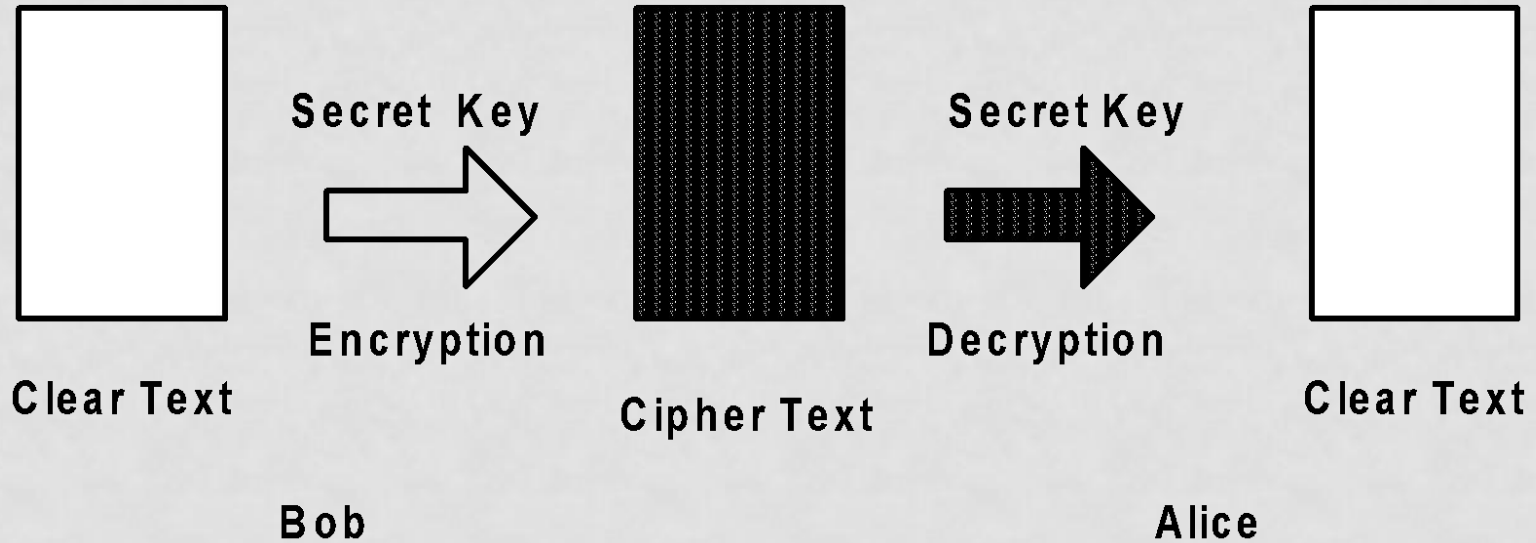 Secret Key
Secret Key
Encryption
Decryption
Clear Text
Cipher Text
Clear Text
Bob
Alice